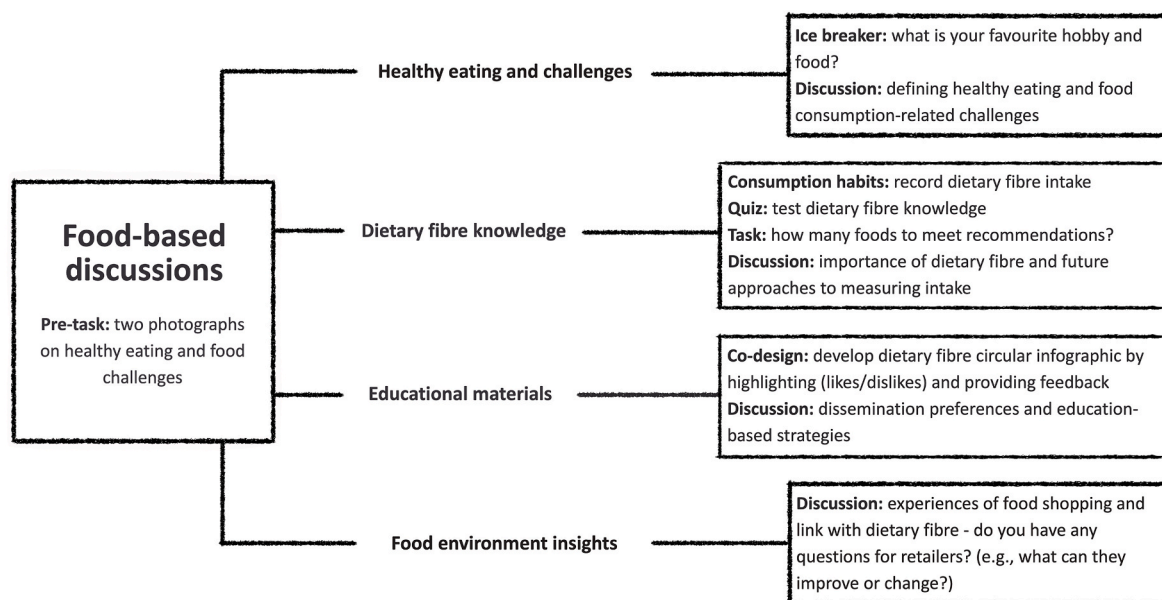 Food-based
discussions
Pre-task: two photographs
on healthy eating and food
challenges
Healthy eating and challenges
Ice breaker: what is your favourite hobby and
food?
Discussion: defining healthy eating and food
consumption-related challenges
Dietary fibre knowledge
Consumption habits: record dietary fibre intake
Quiz: test dietary fibre knowledge
Task: how many foods to meet recommendations?
Discussion: importance of dietary fibre and future
approaches to measuring intake
Educational materials
Co-design: develop dietary fibre circular infographic by
highlighting (likes/dislikes) and providing feedback
Discussion: dissemination preferences and education-
based strategies
Food environment insights
Discussion: experiences of food shopping and
link with dietary fibre - do you have any
questions for retailers? (e.g., what can they
improve or change?)